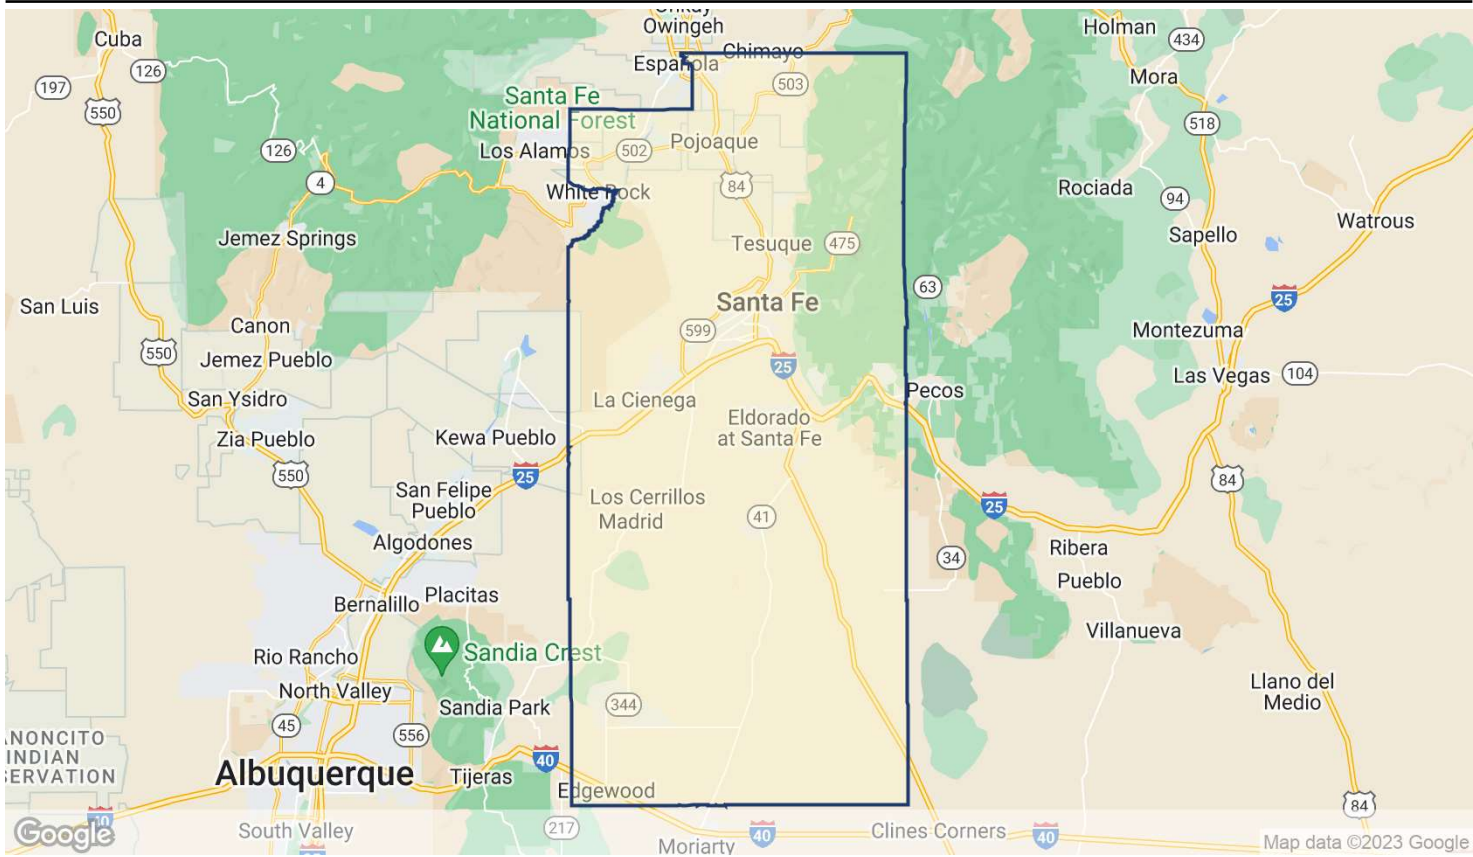 Cuba
126
197
550
Owingeh
Española
Chimayo
503
Holman
434
Mora
518
Santa Fe
National Forest
126
Los Alamos
502
Pojoaque
4
White Rock
84
Rociada
94
Sapello
Watrous
Jemez Springs
Tesuque
475
63
25
San Luis
Santa Fe
Canon
599
Montezuma
550
Jemez Pueblo
25
Las Vegas
104
San Ysidro
La Cienega
Pecos
Zia Pueblo
Kewa Pueblo
Eldorado
at Santa Fe
550
25
84
San Felipe
Pueblo
Los Cerrillos
Madrid
41
25
Algodones
34
Ribera
Pueblo
Bernalillo
Placitas
Villanueva
Rio Rancho
Sandia Crest
North Valley
Llano del
Medio
Sandia Park
344
45
556
NONCITO
INDIAN
SERVATION
Albuquerque
Tijeras
40
Edgewood
84
40
Google
South Valley
217
Moriarty
40
Clines Corners
40
Map data ©2023 Google